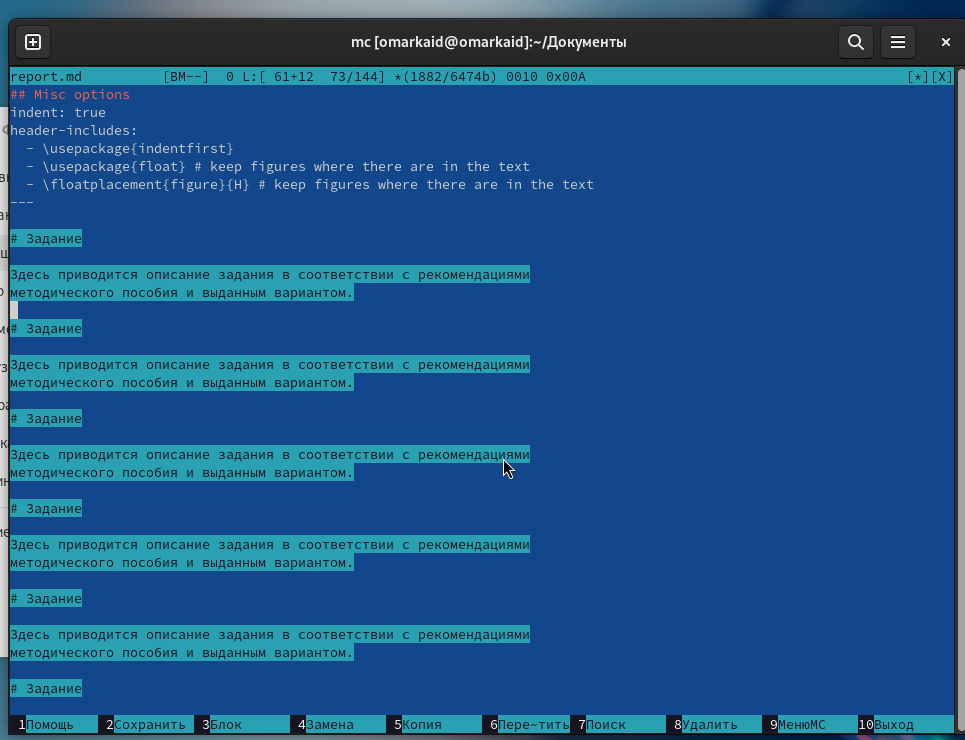 mc [omarkaid@omarkaid]:~/Документы
report.md [BM--] 0 L:[ 61+12 73/144] *(1882/6474b) 0010 0x00A [*][X]
## Misc options
indent: true
header-includes:
- \usepackage{indentfirst}
- \usepackage{float} # keep figures where there are in the text
- \floatplacement{figure}{H} # keep figures where there are in the text
---
# Задание
Здесь приводится описание задания в соответствии с рекомендациями
методического пособия и выданным вариантом.
# Задание
Здесь приводится описание задания в соответствии с рекомендациями
методического пособия и выданным вариантом.
# Задание
Здесь приводится описание задания в соответствии с рекомендациями
методического пособия и выданным вариантом.
# Задание
Здесь приводится описание задания в соответствии с рекомендациями
методического пособия и выданным вариантом.
# Задание
Здесь приводится описание задания в соответствии с рекомендациями
методического пособия и выданным вариантом.
# Задание
1Помощь 2Сохранить 3Блок 4Замена 5Копия 6Пере~тить 7Поиск 8Удалить 9МенюMC 10Выход